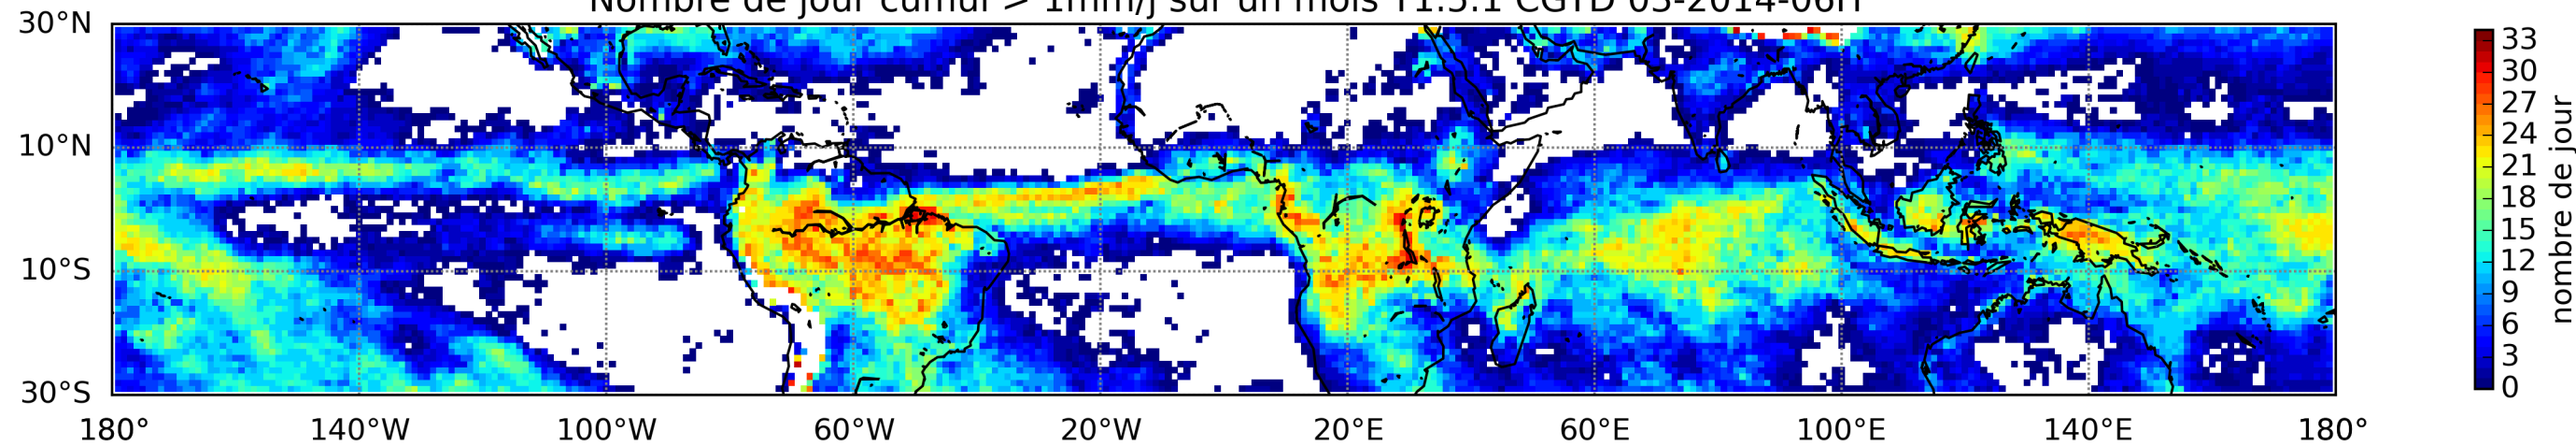 Nombre de jour cumul > 1mm/j sur un mois T1.5.1 CGTD 03-2014-06H
30°N
10°N
10°S
30°S
180°
140°W
100°W
60°W
20°W
20°E
60°E
100°E
140°E
180°
33
30
27
24
21
18
15
12
9
6
3
0
nombre de jour